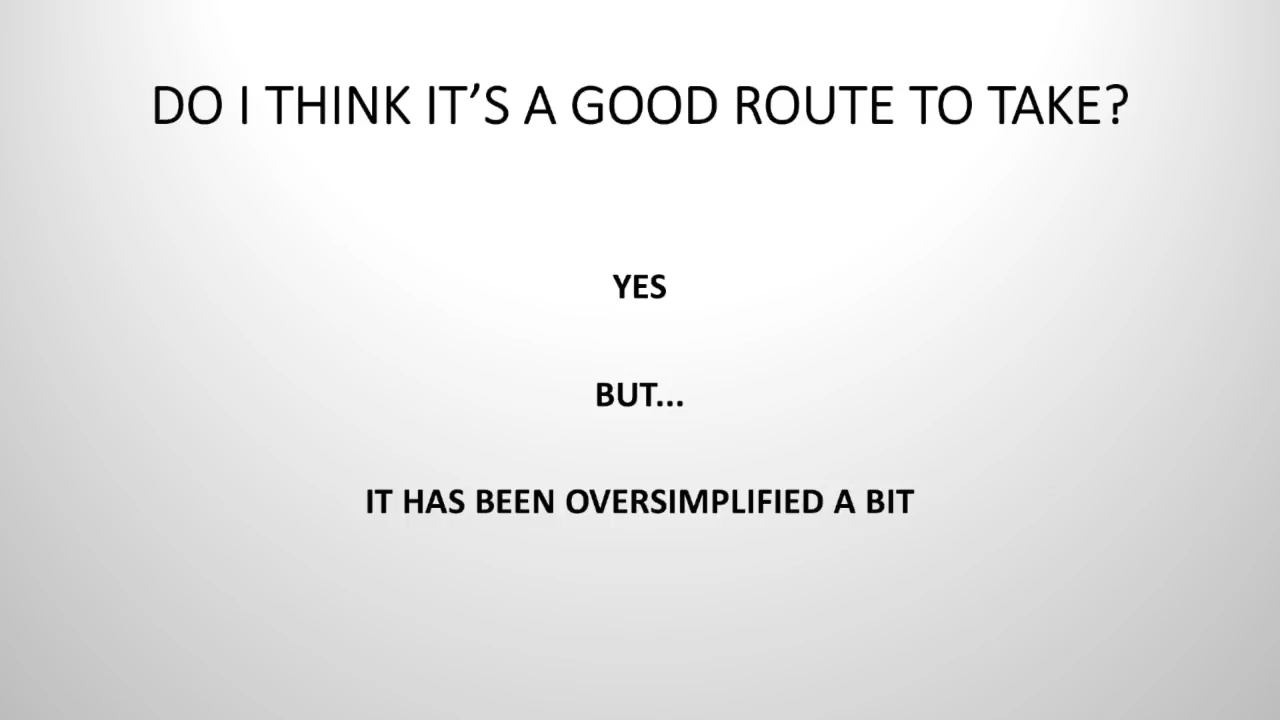 DO I THINK IT’S A GOOD ROUTE TO TAKE?
YES
BUT...
IT HAS BEEN OVERSIMPLIFIED A BIT